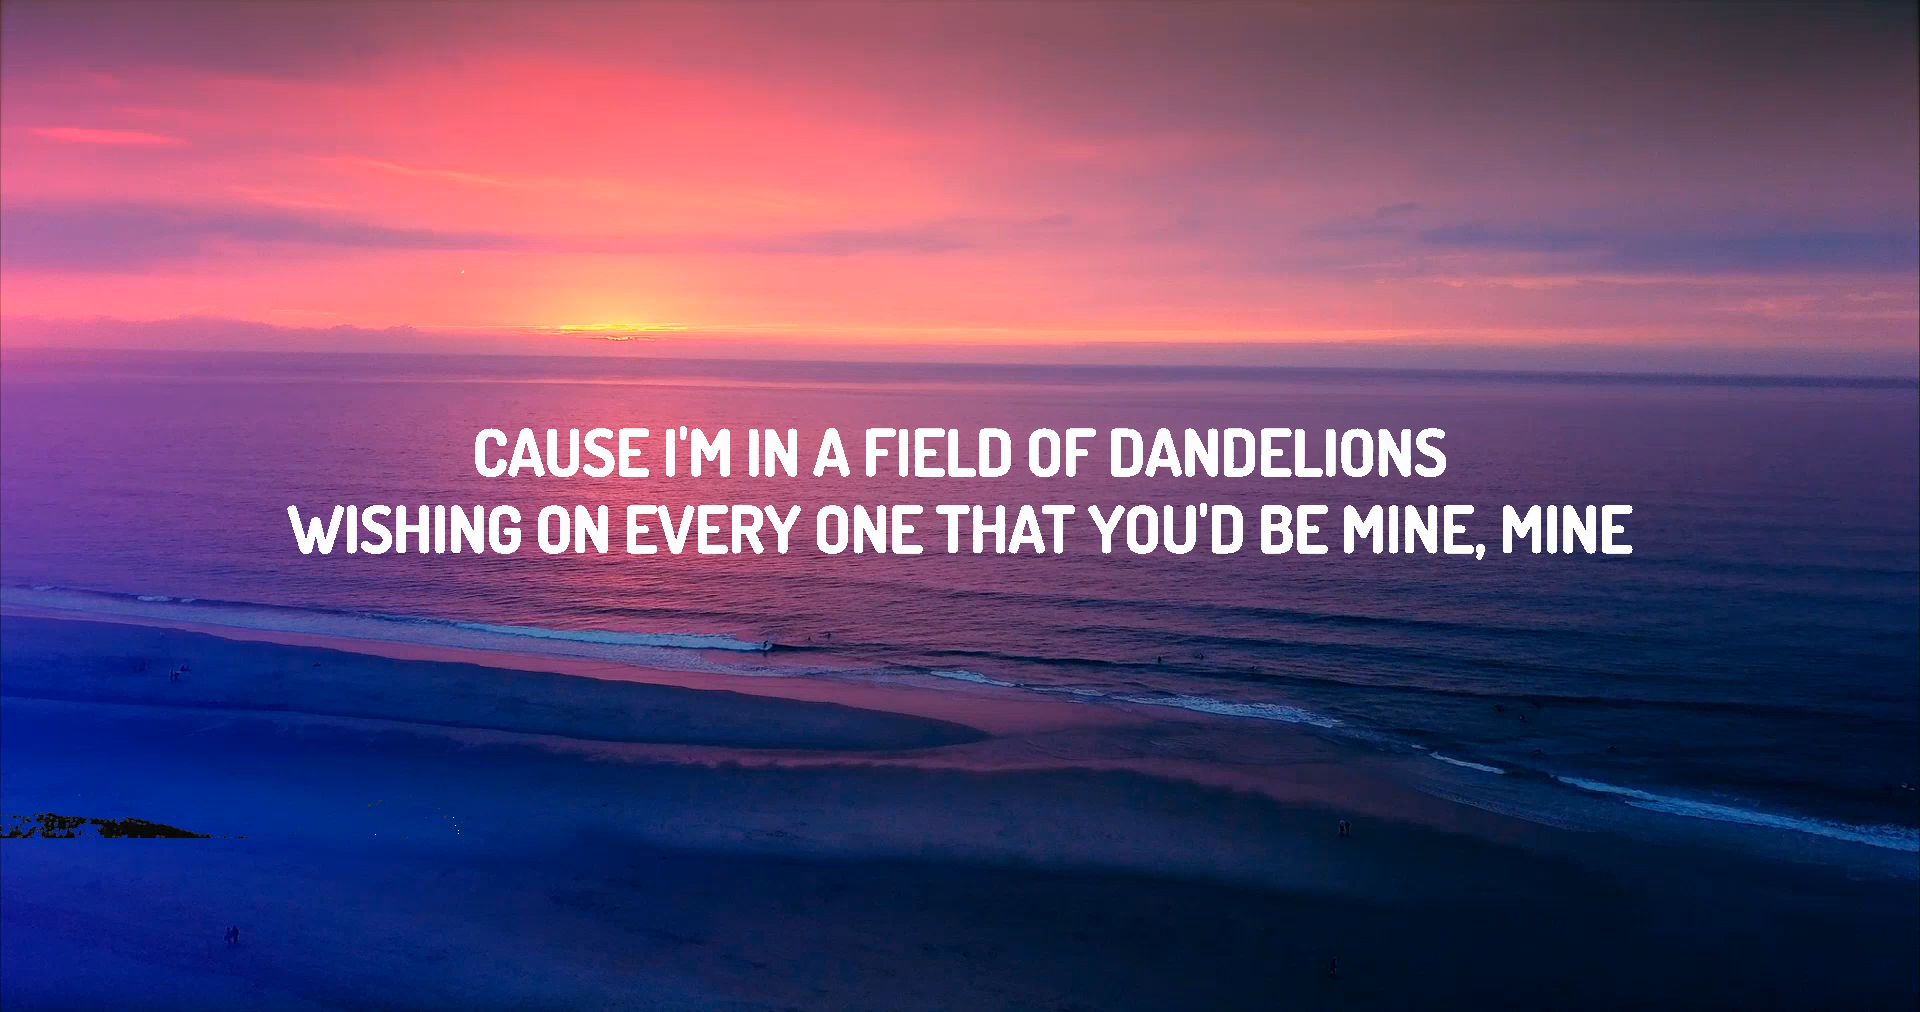 CAUSE I'M IN A FIELD OF DANDELIONS
WISHING ON EVERY ONE THAT YOU'D BE MINE, MINE